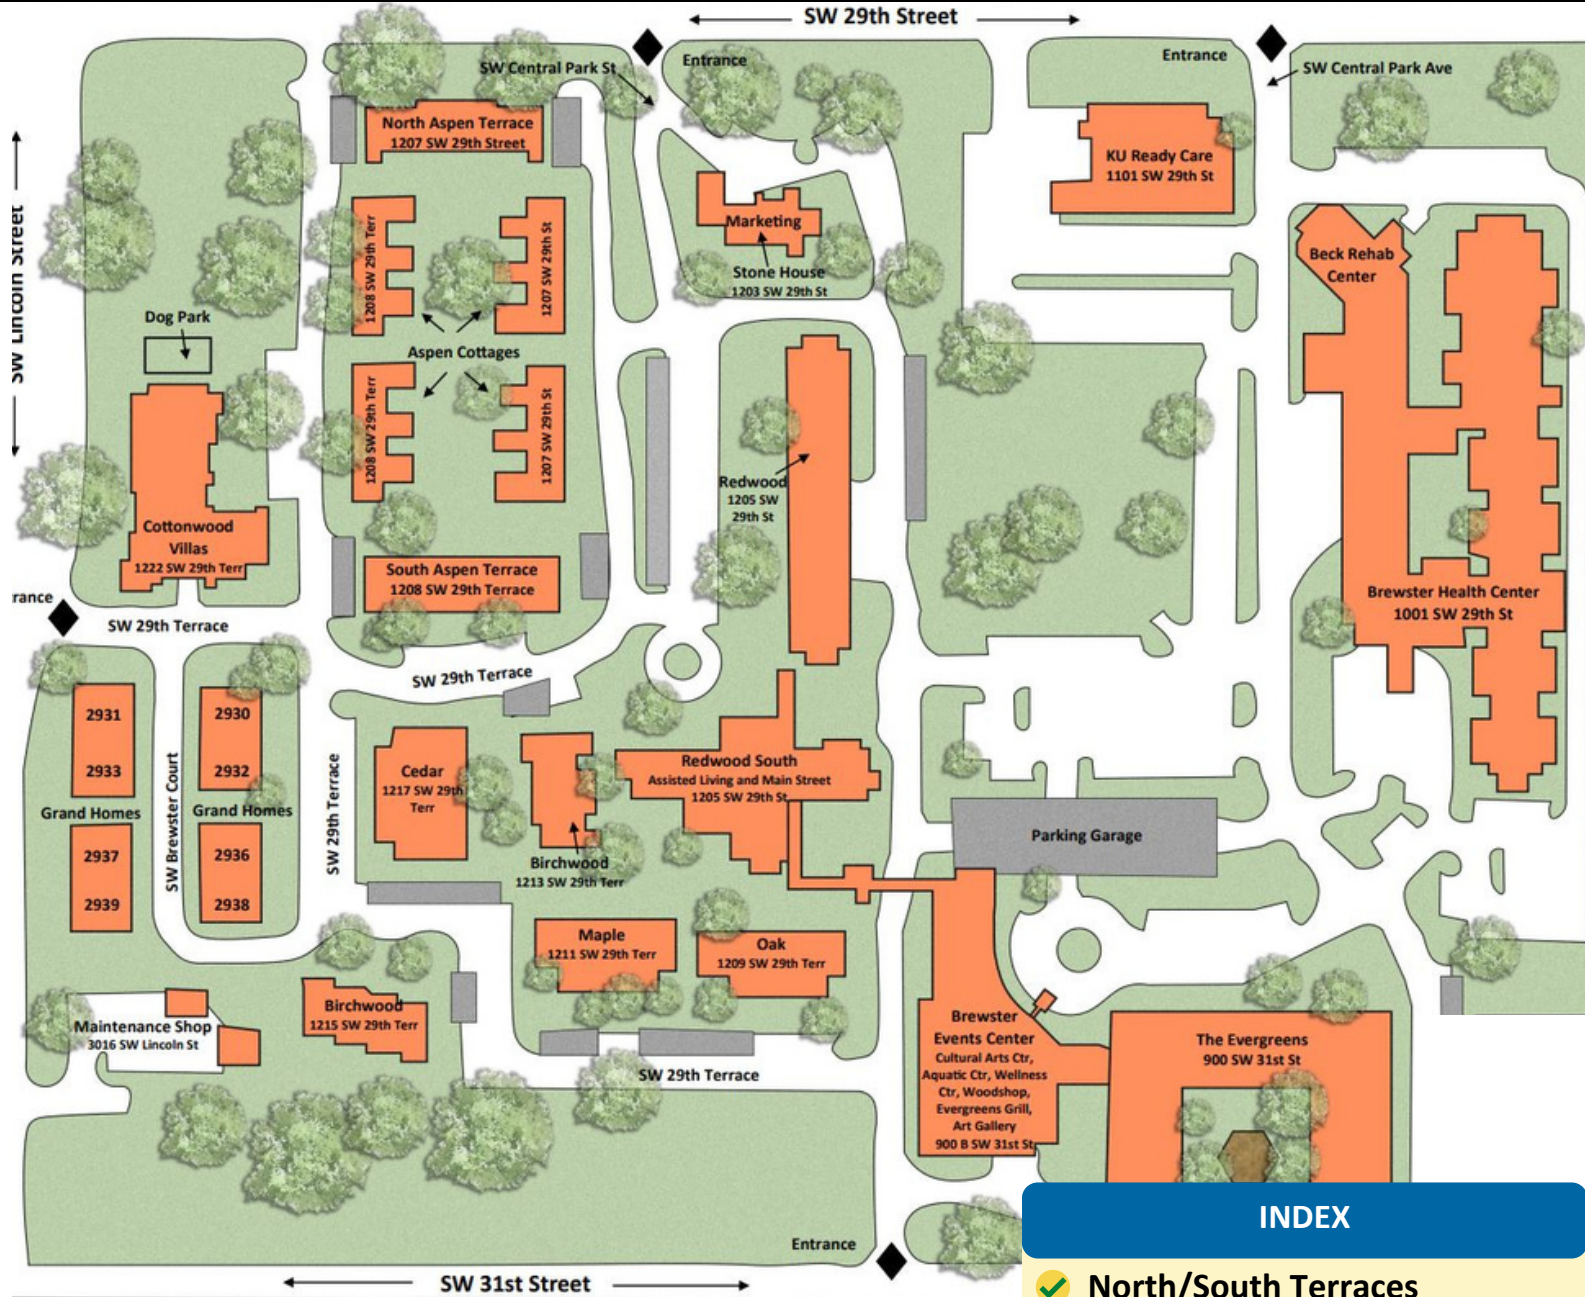 SW 29th Street
Entrance
SW Central Park St
Entrance
SW Central Park Ave
North Aspen Terrace
1207 SW 29th Street
KU Ready Care
1101 SW 29th St
SW Lincoln Street
1208 SW 29th Terr
1207 SW 29th St
Marketing
Stone House
1203 SW 29th St
Beck Rehab
Center
Dog Park
Aspen Cottages
1208 SW 29th Terr
1207 SW 29th St
Redwood
1205 SW
29th St
Cottonwood
Villas
1222 SW 29th Terr
South Aspen Terrace
1208 SW 29th Terrace
Brewster Health Center
1001 SW 29th St
rance
SW 29th Terrace
SW 29th Terrace
2931
2933
Grand Homes
2937
2939
SW Brewster Court
2930
2932
Grand Homes
2936
2938
SW 29th Terrace
Cedar
1217 SW 29th
Terr
Birchwood
1213 SW 29th Terr
Redwood South
Assisted Living and Main Street
1205 SW 29th St
Parking Garage
Maple
1211 SW 29th Terr
Oak
1209 SW 29th Terr
Maintenance Shop
3016 SW Lincoln St
Birchwood
1215 SW 29th Terr
SW 29th Terrace
Brewster
Events Center
Cultural Arts Ctr,
Aquatic Ctr, Wellness
Ctr, Woodshop,
Evergreens Grill,
Art Gallery
900 B SW 31st St
The Evergreens
900 SW 31st St
Entrance
SW 31st Street
INDEX
North/South Terraces